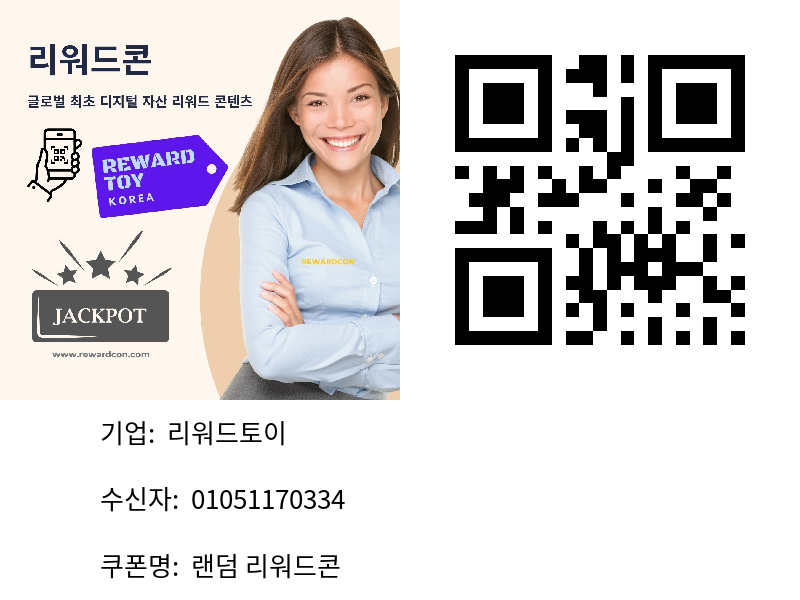 리워드콘
글로벌 최초 디지털 자산 리워드 콘텐츠
REWARD
TOY
KOREA
REWARDCON
JACKPOT
www.rewardcon.com
기업: 리워드토이
수신자: 01051170334
쿠폰명: 랜덤 리워드콘